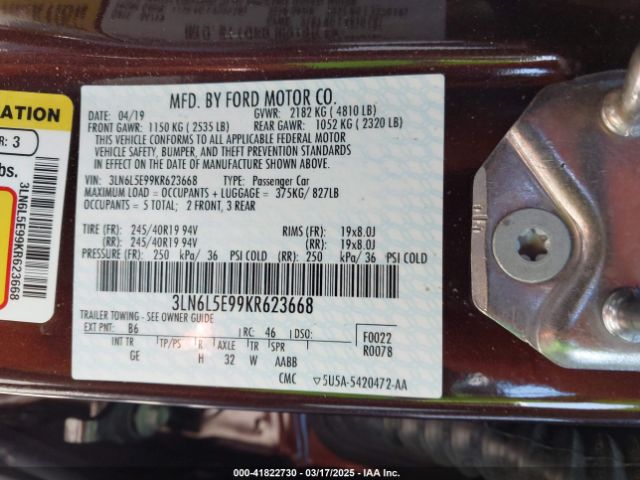 MFD. BY FORD MOTOR CO.
DATE: 04/19 GVWR: 2182 KG ( 4810 LB)
FRONT GAWR: 1150 KG ( 2535 LB) REAR GAWR: 1052 KG ( 2320 LB)
THIS VEHICLE CONFORMS TO ALL APPLICABLE FEDERAL MOTOR
VEHICLE SAFETY, BUMPER, AND THEFT PREVENTION STANDARDS
IN EFFECT ON THE DATE OF MANUFACTURE SHOWN ABOVE.
VIN: 3LN6L5E99KR623668 TYPE: Passenger Car
MAXIMUM LOAD = OCCUPANTS + LUGGAGE = 375KG/ 827LB
OCCUPANTS = 5 TOTAL; 2 FRONT, 3 REAR
TIRE (FR) : 245/40R19 94V RIMS (FR) : 19x8.0J
(RR) : 245/40R19 94V (RR) : 19x8.0J
PRESSURE (FR) : 250 kPa/ 36 PSI COLD (RR) : 250 kPa/ 36 PSI COLD
3LN6L5E99KR623668
TRAILER TOWING - SEE OWNER GUIDE
EXT PNT: B6 RC: 46 DSO: F0022
INT TR TP/PS R AXLE TR SPR R0078
GE H 32 W AABB
CMC ▽5U5A-5420472-AA
ATION
R: 3
bs.
3LN6L5E99KR623668
000-41822730 - 03/17/2025 - IAA Inc.